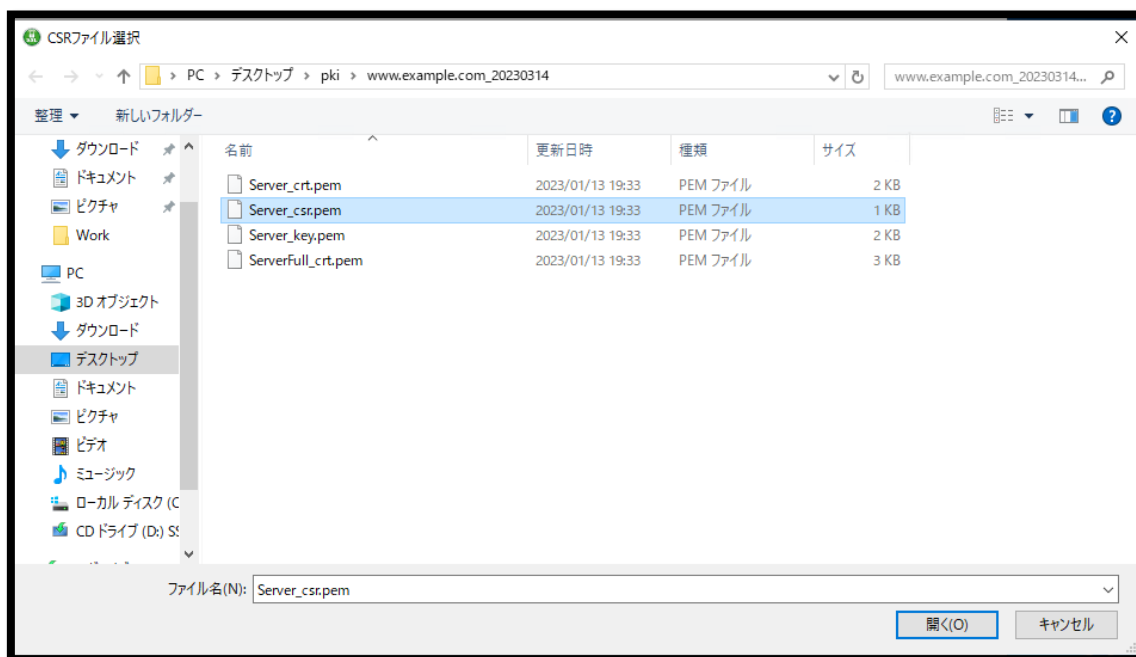 CSRファイル選択
PC › デスクトップ › pki › www.example.com_20230314
www.example.com_20230314...
整理 新しいフォルダー
ダウンロード
ドキュメント
ピクチャ
Work
PC
3D オブジェクト
ダウンロード
デスクトップ
ドキュメント
ピクチャ
ビデオ
ミュージック
ローカル ディスク (C
CD ドライブ (D:) SS
名前 更新日時 種類 サイズ
Server_crt.pem 2023/01/13 19:33 PEM ファイル 2 KB
Server_csr.pem 2023/01/13 19:33 PEM ファイル 1 KB
Server_key.pem 2023/01/13 19:33 PEM ファイル 2 KB
ServerFull_crt.pem 2023/01/13 19:33 PEM ファイル 3 KB
ファイル名(N): Server_csr.pem
開く(O) キャンセル